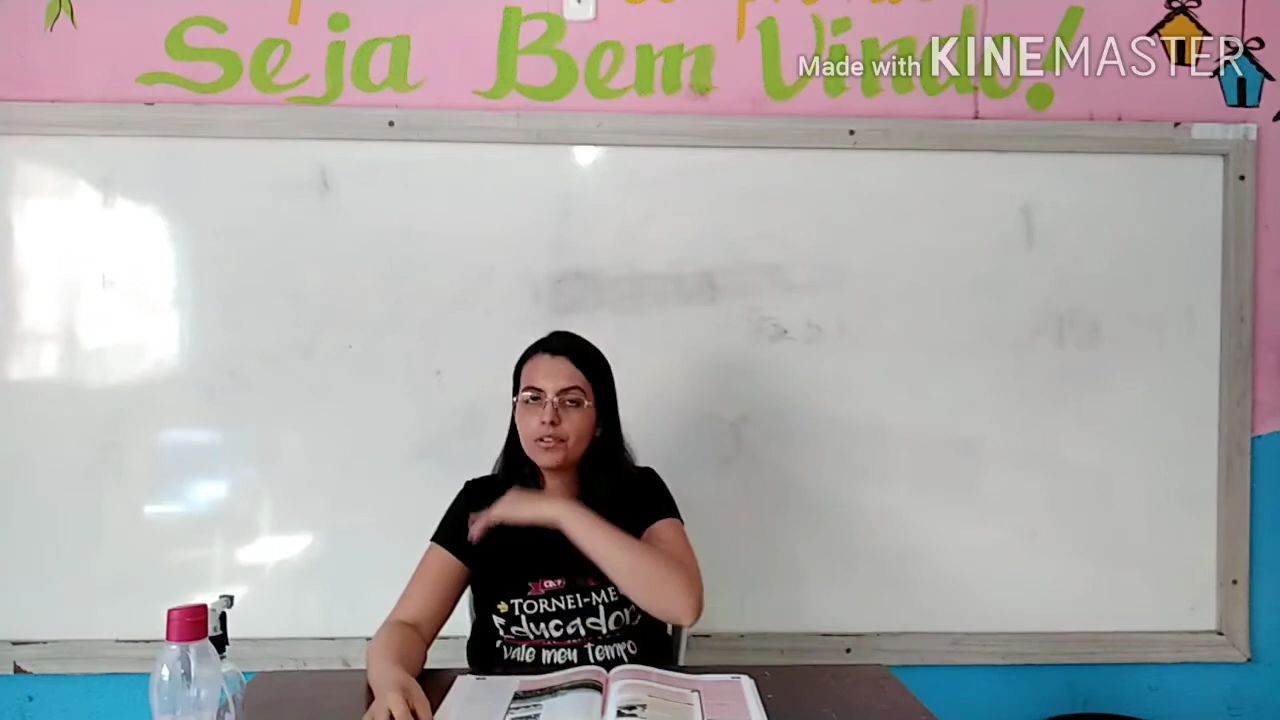 Seja Bem Vindo!
Made with KINEMASTER
TORNEI-ME
Educador
vale meu tempo